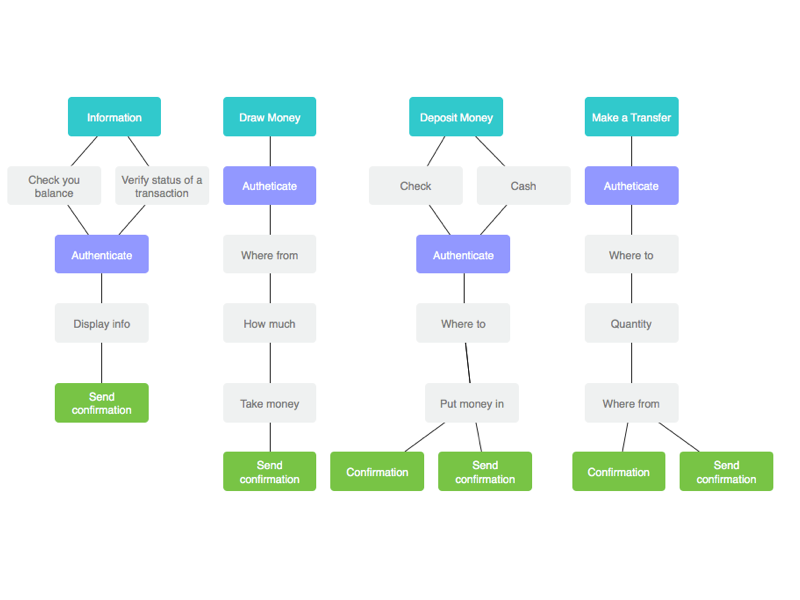 Information
Draw Money
Deposit Money
Make a Transfer
Check you
balance
Verify status of a
transaction
Autheticate
Check
Cash
Autheticate
Authenticate
Where from
Authenticate
Where to
Display info
How much
Where to
Quantity
Send
confirmation
Take money
Put money in
Where from
Send
confirmation
Confirmation
Send
confirmation
Confirmation
Send
confirmation